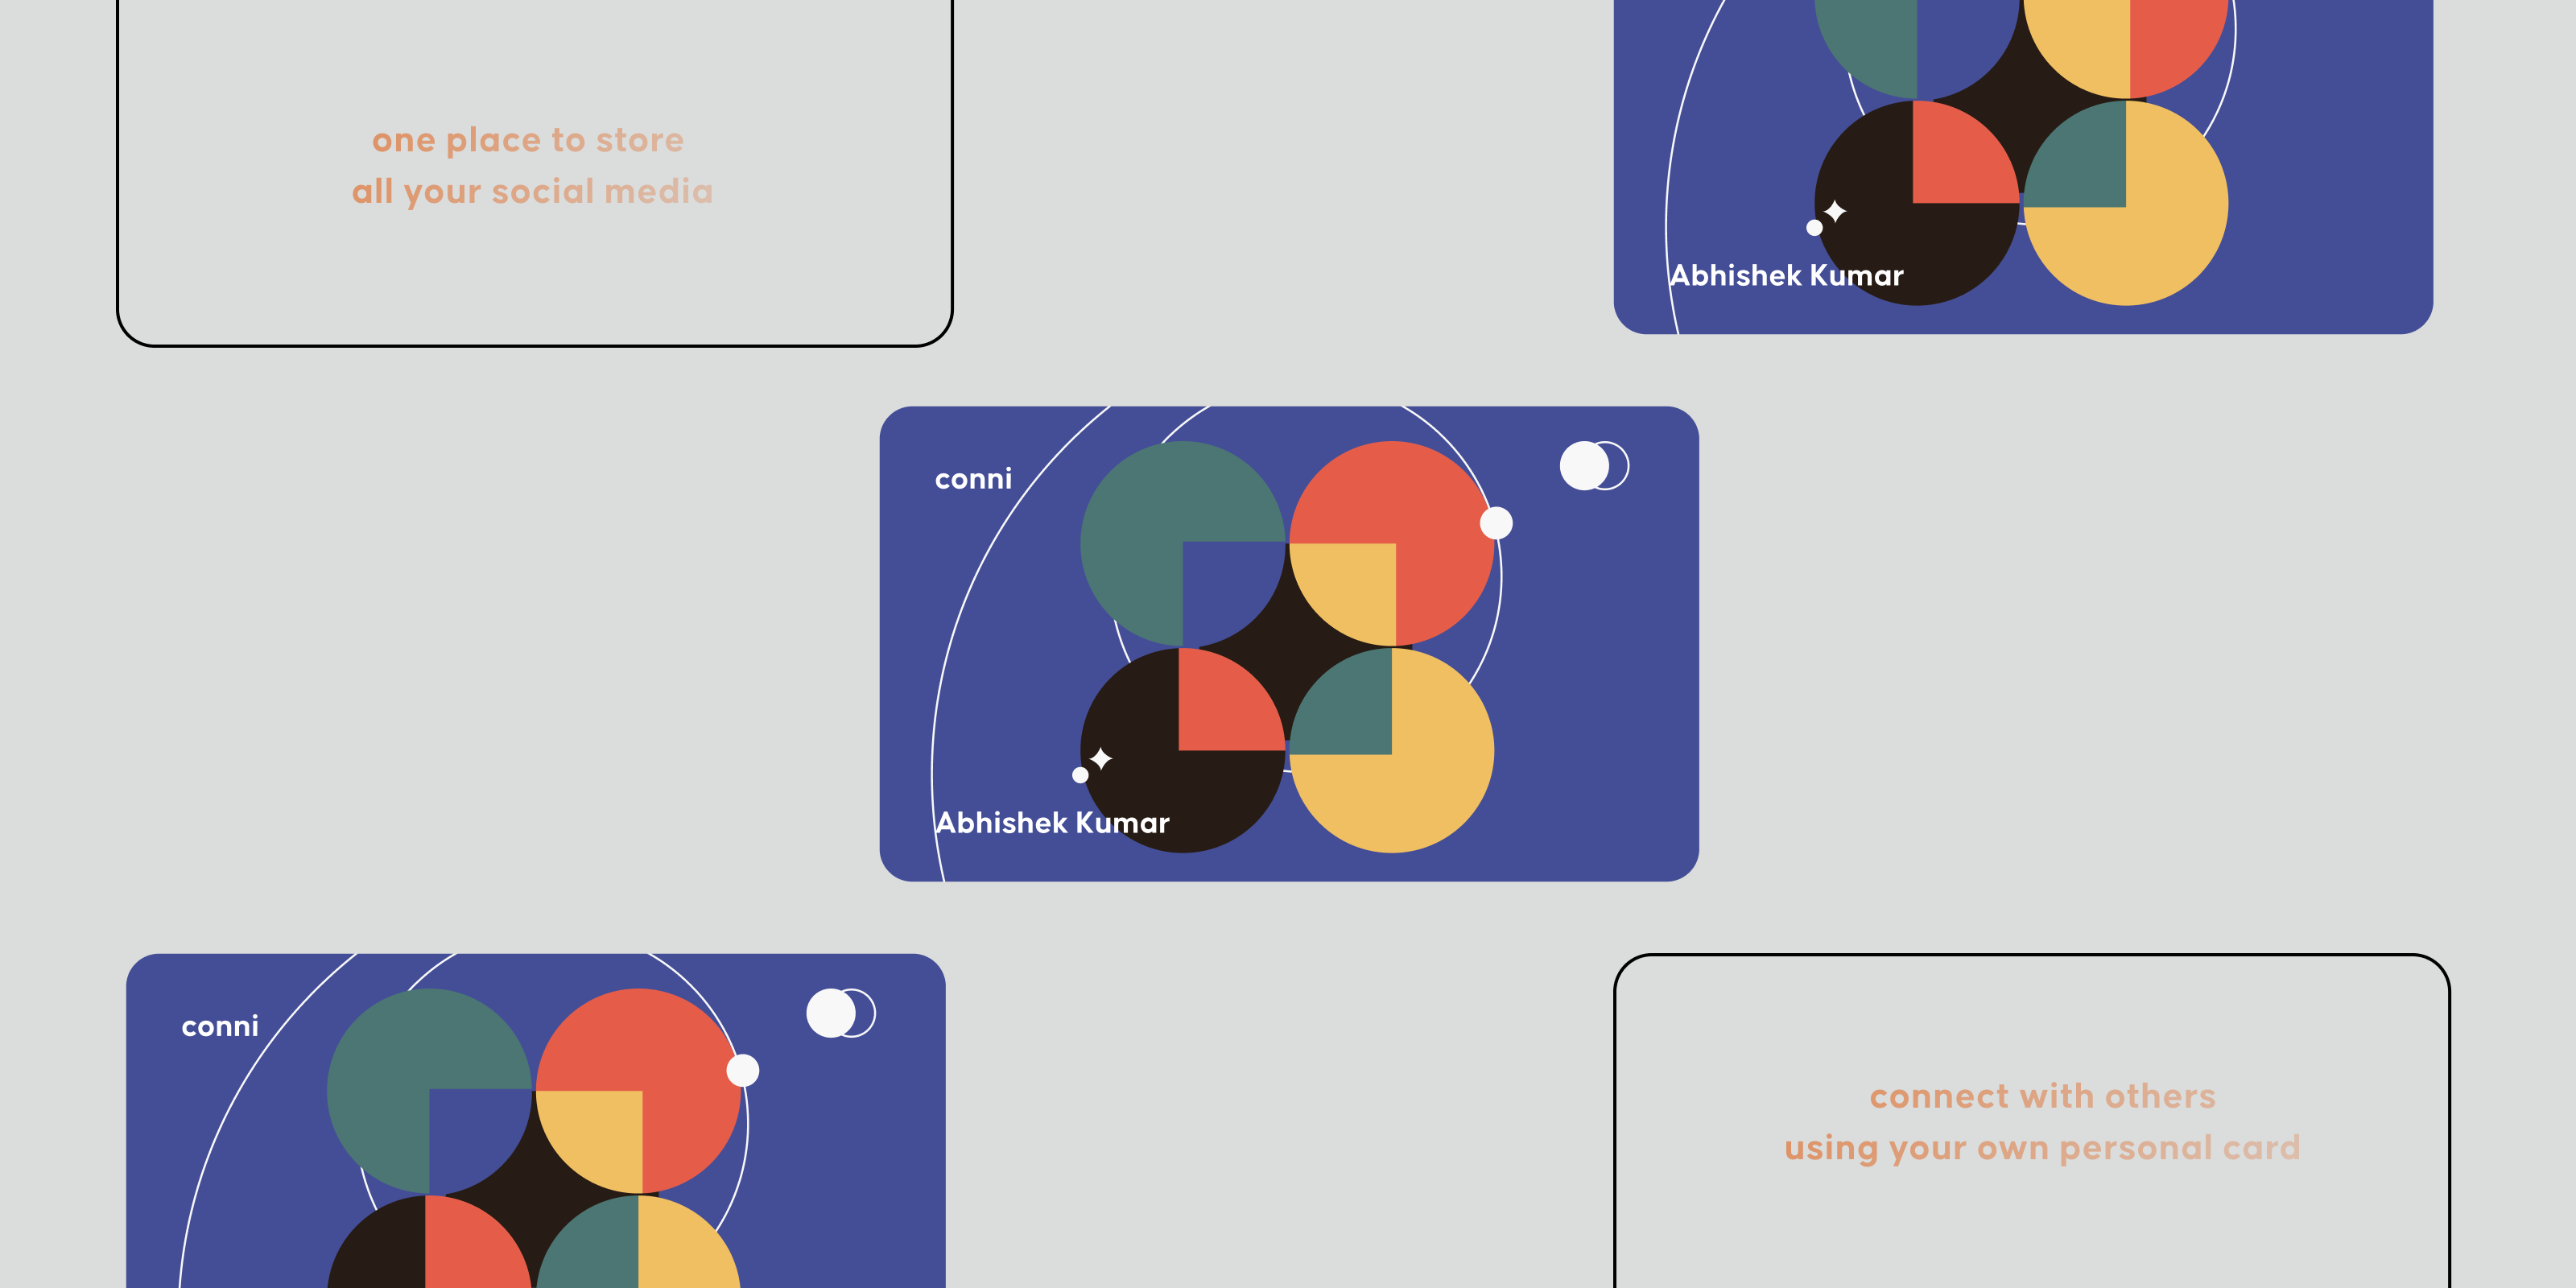 one place to store
all your social media
Abhishek Kumar
conni
Abhishek Kumar
conni
connect with others
using your own personal card